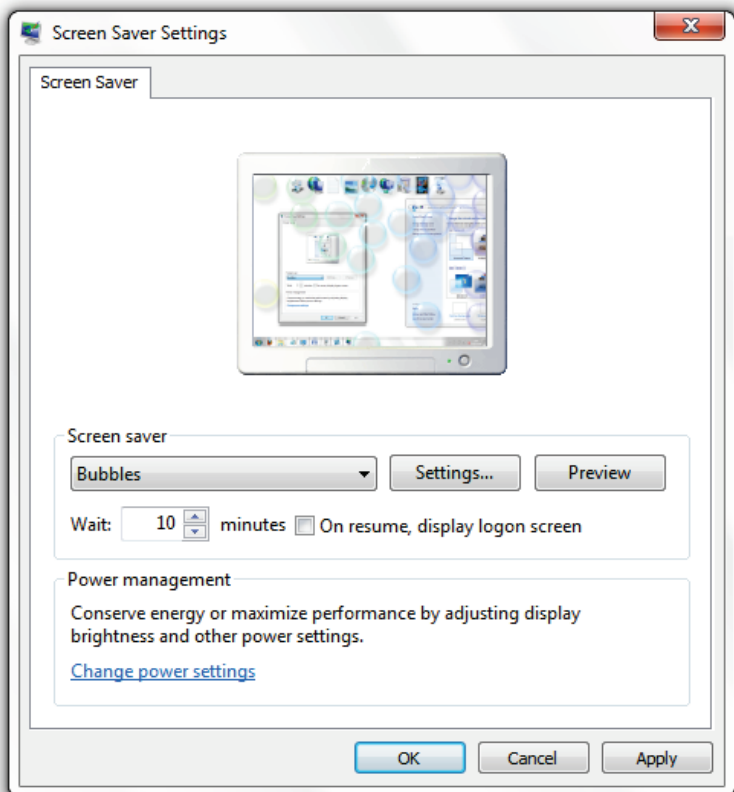 Screen Saver Settings
Screen Saver
Screen saver
Bubbles
Settings...
Preview
Wait: 10 minutes On resume, display logon screen
Power management
Conserve energy or maximize performance by adjusting display
brightness and other power settings.
Change power settings
OK Cancel Apply